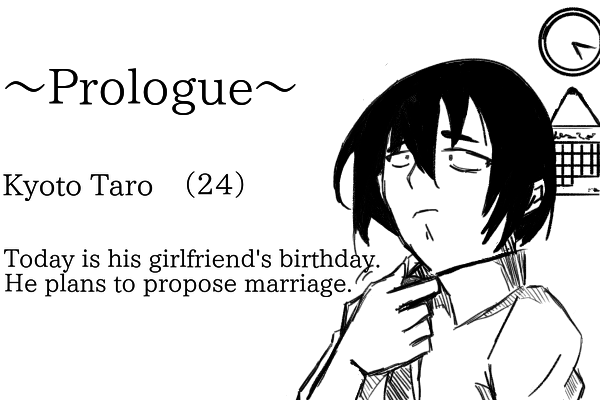 ～Prologue～
Kyoto Taro （24）
Today is his girlfriend's birthday.
He plans to propose marriage.